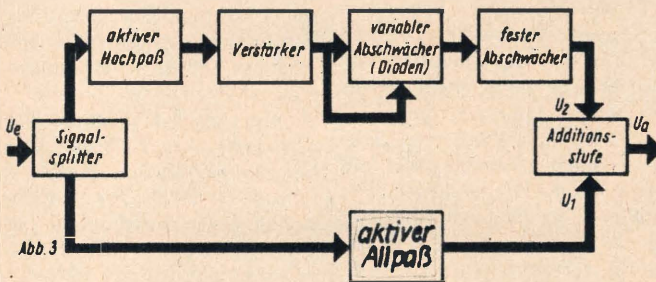 aktiver
Hochpaß
Verstärker
variabler
Abschwächer
(Dioden)
fester
Abschwächer
Ue
Signal-
splitter
U2
Additions-
stufe
Ua
U1
Abb. 3
aktiver
Allpaß